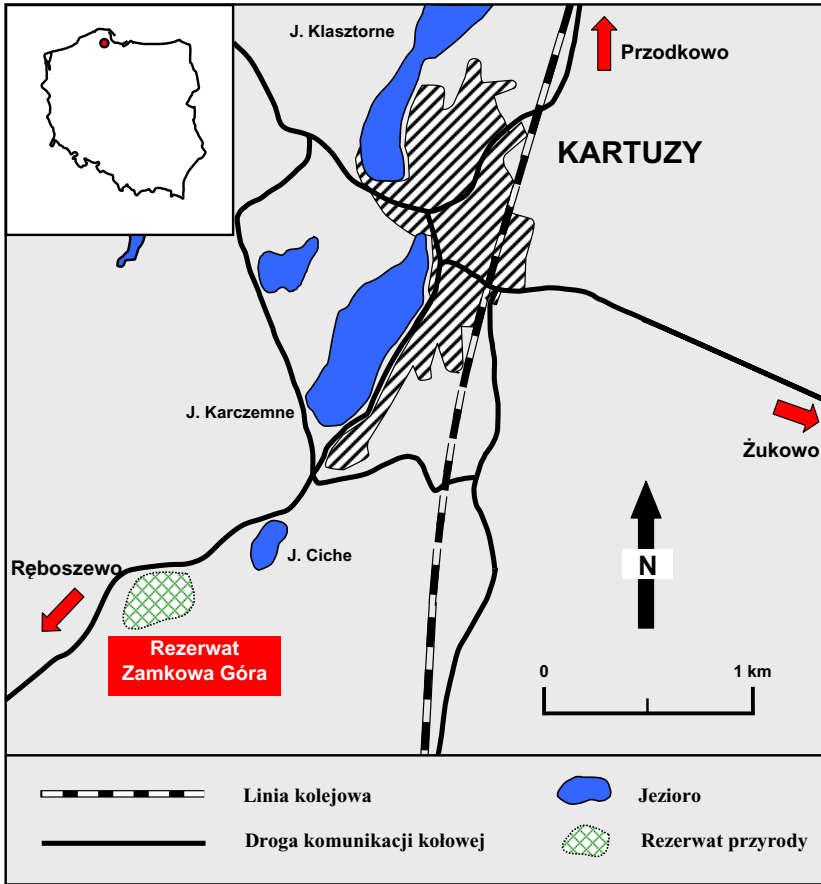 J. Klasztorne
Przodkowo
KARTUZY
J. Karczemne
Żukowo
J. Ciche
Ręboszewo
N
Rezerwat
Zamkowa Góra
0 1 km
Linia kolejowa
Jezioro
Droga komunikacji kołowej
Rezerwat przyrody